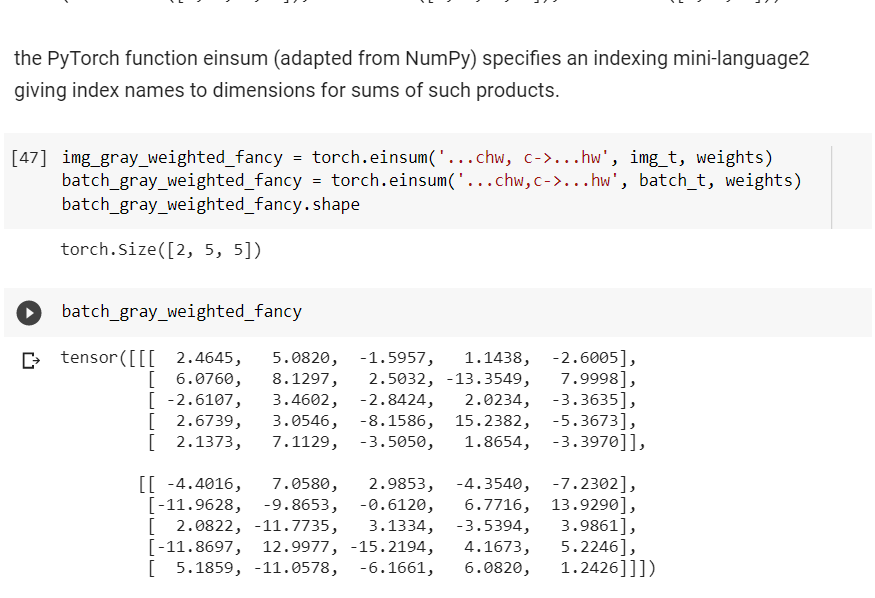 the PyTorch function einsum (adapted from NumPy) specifies an indexing mini-language2
giving index names to dimensions for sums of such products.
[47] img_gray_weighted_fancy = torch.einsum('...chw, c->...hw', img_t, weights)
batch_gray_weighted_fancy = torch.einsum('...chw,c->...hw', batch_t, weights)
batch_gray_weighted_fancy.shape
torch.Size([2, 5, 5])
batch_gray_weighted_fancy
tensor([[[  2.4645,   5.0820,  -1.5957,   1.1438,  -2.6005],
[  6.0760,   8.1297,   2.5032, -13.3549,   7.9998],
[ -2.6107,   3.4602,  -2.8424,   2.0234,  -3.3635],
[  2.6739,   3.0546,  -8.1586,  15.2382,  -5.3673],
[  2.1373,   7.1129,  -3.5050,   1.8654,  -3.3970]],
[[ -4.4016,   7.0580,   2.9853,  -4.3540,  -7.2302],
[-11.9628,  -9.8653,  -0.6120,   6.7716,  13.9290],
[  2.0822, -11.7735,   3.1334,  -3.5394,   3.9861],
[-11.8697,  12.9977, -15.2194,   4.1673,   5.2246],
[  5.1859, -11.0578,  -6.1661,   6.0820,   1.2426]]])